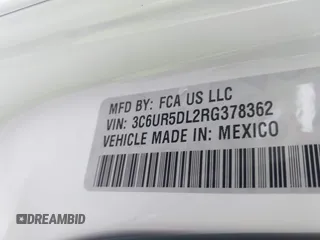 MFD BY: FCA US LLC
VIN: 3C6UR5DL2RG378362
VEHICLE MADE IN: MEXICO
DREAMBID